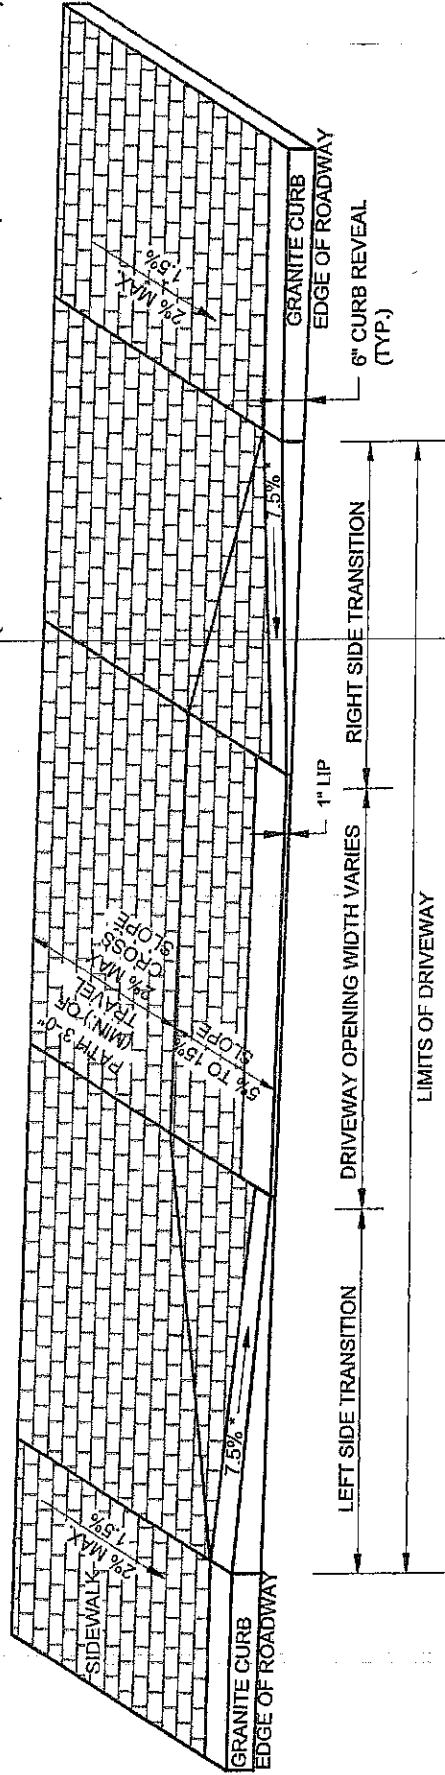 SIDEWALK
2% MAX.
1.5%
GRANITE CURB
EDGE OF ROADWAY
7.5% *
LEFT SIDE TRANSITION
PATH 3'-0"
(MIN) OF
TRAVEL
2% MAX
CROSS
SLOPE
5% TO 15%
SLOPE
DRIVEWAY OPENING WIDTH VARIES
1" LIP
7.5% *
RIGHT SIDE TRANSITION
2% MAX.
1.5%
GRANITE CURB
EDGE OF ROADWAY
6" CURB REVEAL
(TYP.)
LIMITS OF DRIVEWAY